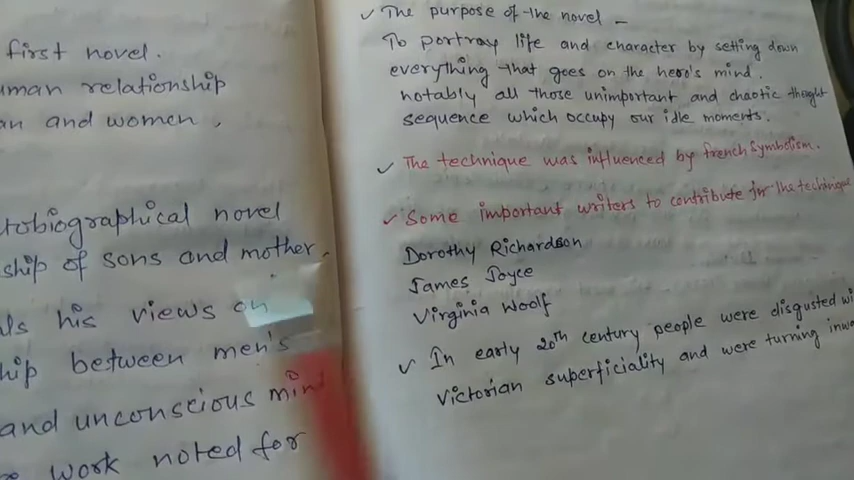 first novel.
uman relationship
an and women,
tobiographical novel
ship of sons and mother.
ls his views on
hip between men's
and unconscious mind
work noted for
✓ The purpose of the novel -
To portray life and character by setting down
everything that goes on the hero's mind.
notably all those unimportant and chaotic thought
sequence which occupy our idle moments.
✓ The technique was influenced by french Symbolism.
✓ Some important writers to contribute for the technique
Dorothy Richardson
James Joyce
Virginia Woolf
✓ In early 20th century people were disgusted wi
victorian superficiality and were turning inwa